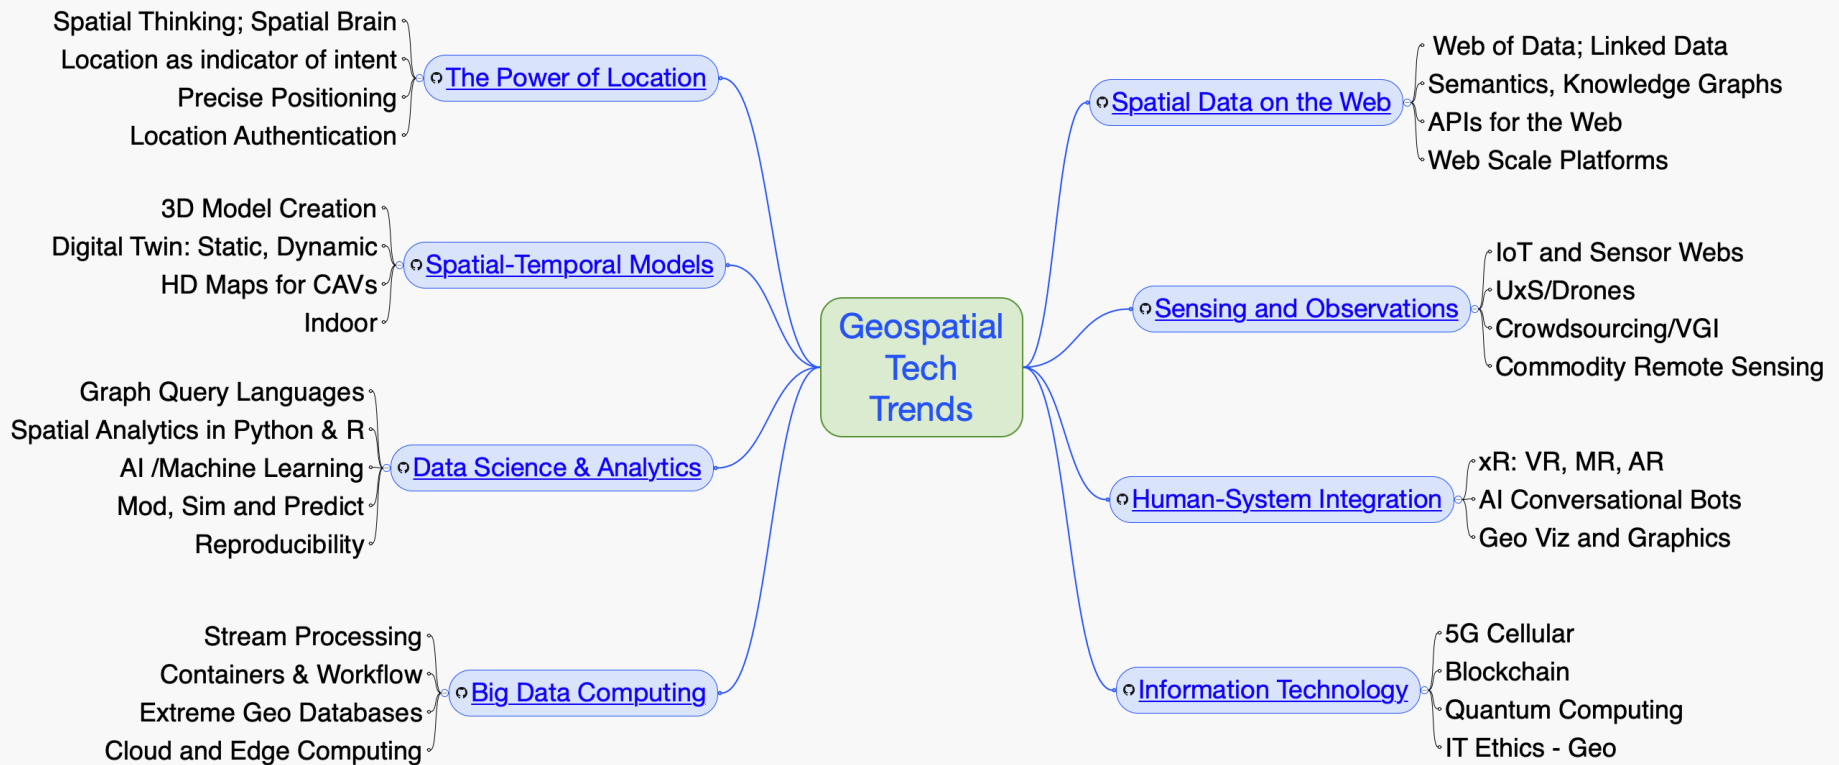 Geospatial
Tech
Trends
The Power of Location
Spatial Thinking; Spatial Brain
Location as indicator of intent
Precise Positioning
Location Authentication
Spatial-Temporal Models
3D Model Creation
Digital Twin: Static, Dynamic
HD Maps for CAVs
Indoor
Data Science & Analytics
Graph Query Languages
Spatial Analytics in Python & R
AI /Machine Learning
Mod, Sim and Predict
Reproducibility
Big Data Computing
Stream Processing
Containers & Workflow
Extreme Geo Databases
Cloud and Edge Computing
Spatial Data on the Web
Web of Data; Linked Data
Semantics, Knowledge Graphs
APIs for the Web
Web Scale Platforms
Sensing and Observations
IoT and Sensor Webs
UxS/Drones
Crowdsourcing/VGI
Commodity Remote Sensing
Human-System Integration
xR: VR, MR, AR
AI Conversational Bots
Geo Viz and Graphics
Information Technology
5G Cellular
Blockchain
Quantum Computing
IT Ethics - Geo